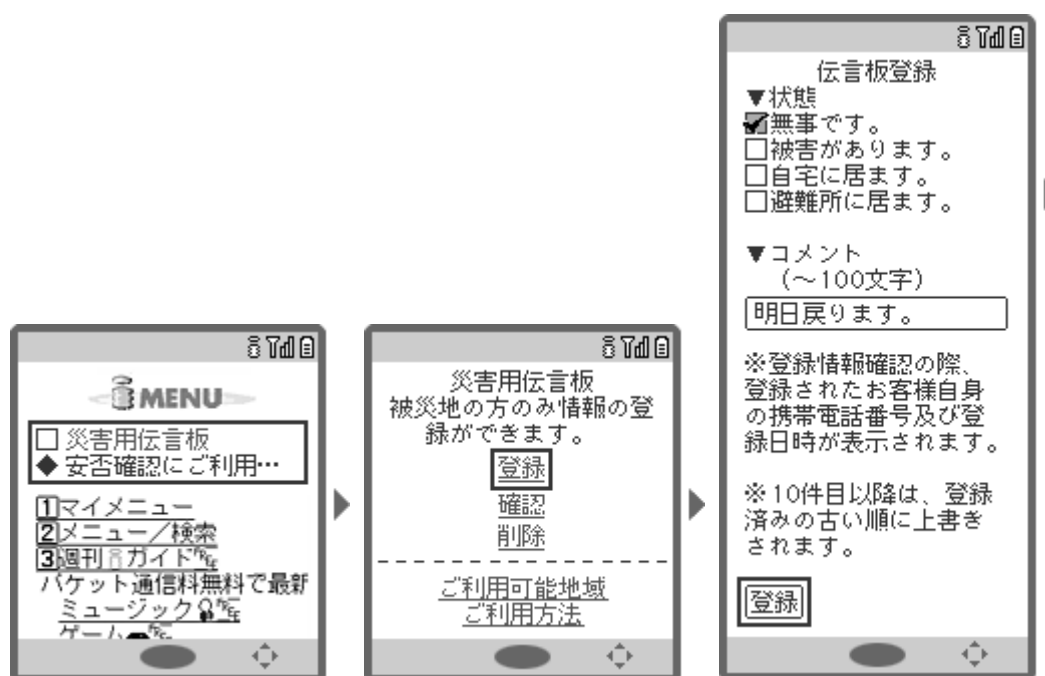 MENU
□ 災害用伝言板
◆ 安否確認にご利用…
1マイメニュー
2メニュー／検索
3週刊iガイドFREE
パケット通信料無料で最新
ミュージック
災害用伝言板
被災地の方のみ情報の登
録ができます。
登録
確認
削除
ご利用可能地域
ご利用方法
伝言板登録
▼状態
☑無事です。
□被害があります。
□自宅に居ます。
□避難所に居ます。
▼コメント
(～100文字)
明日戻ります。
※登録情報確認の際、
登録されたお客様自身
の携帯電話番号及び登
録日時が表示されます。
※10件目以降は、登録
済みの古い順に上書き
されます。
登録